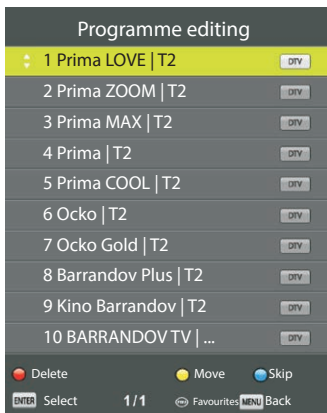 Programme editing
1 Prima LOVE | T2 DTV
2 Prima ZOOM | T2 DTV
3 Prima MAX | T2 DTV
4 Prima | T2 DTV
5 Prima COOL | T2 DTV
6 Ocko | T2 DTV
7 Ocko Gold | T2 DTV
8 Barrandov Plus | T2 DTV
9 Kino Barrandov | T2 DTV
10 BARRANDOV TV | ... DTV
Delete Move Skip
ENTER Select 1/1 Favourites MENU Back